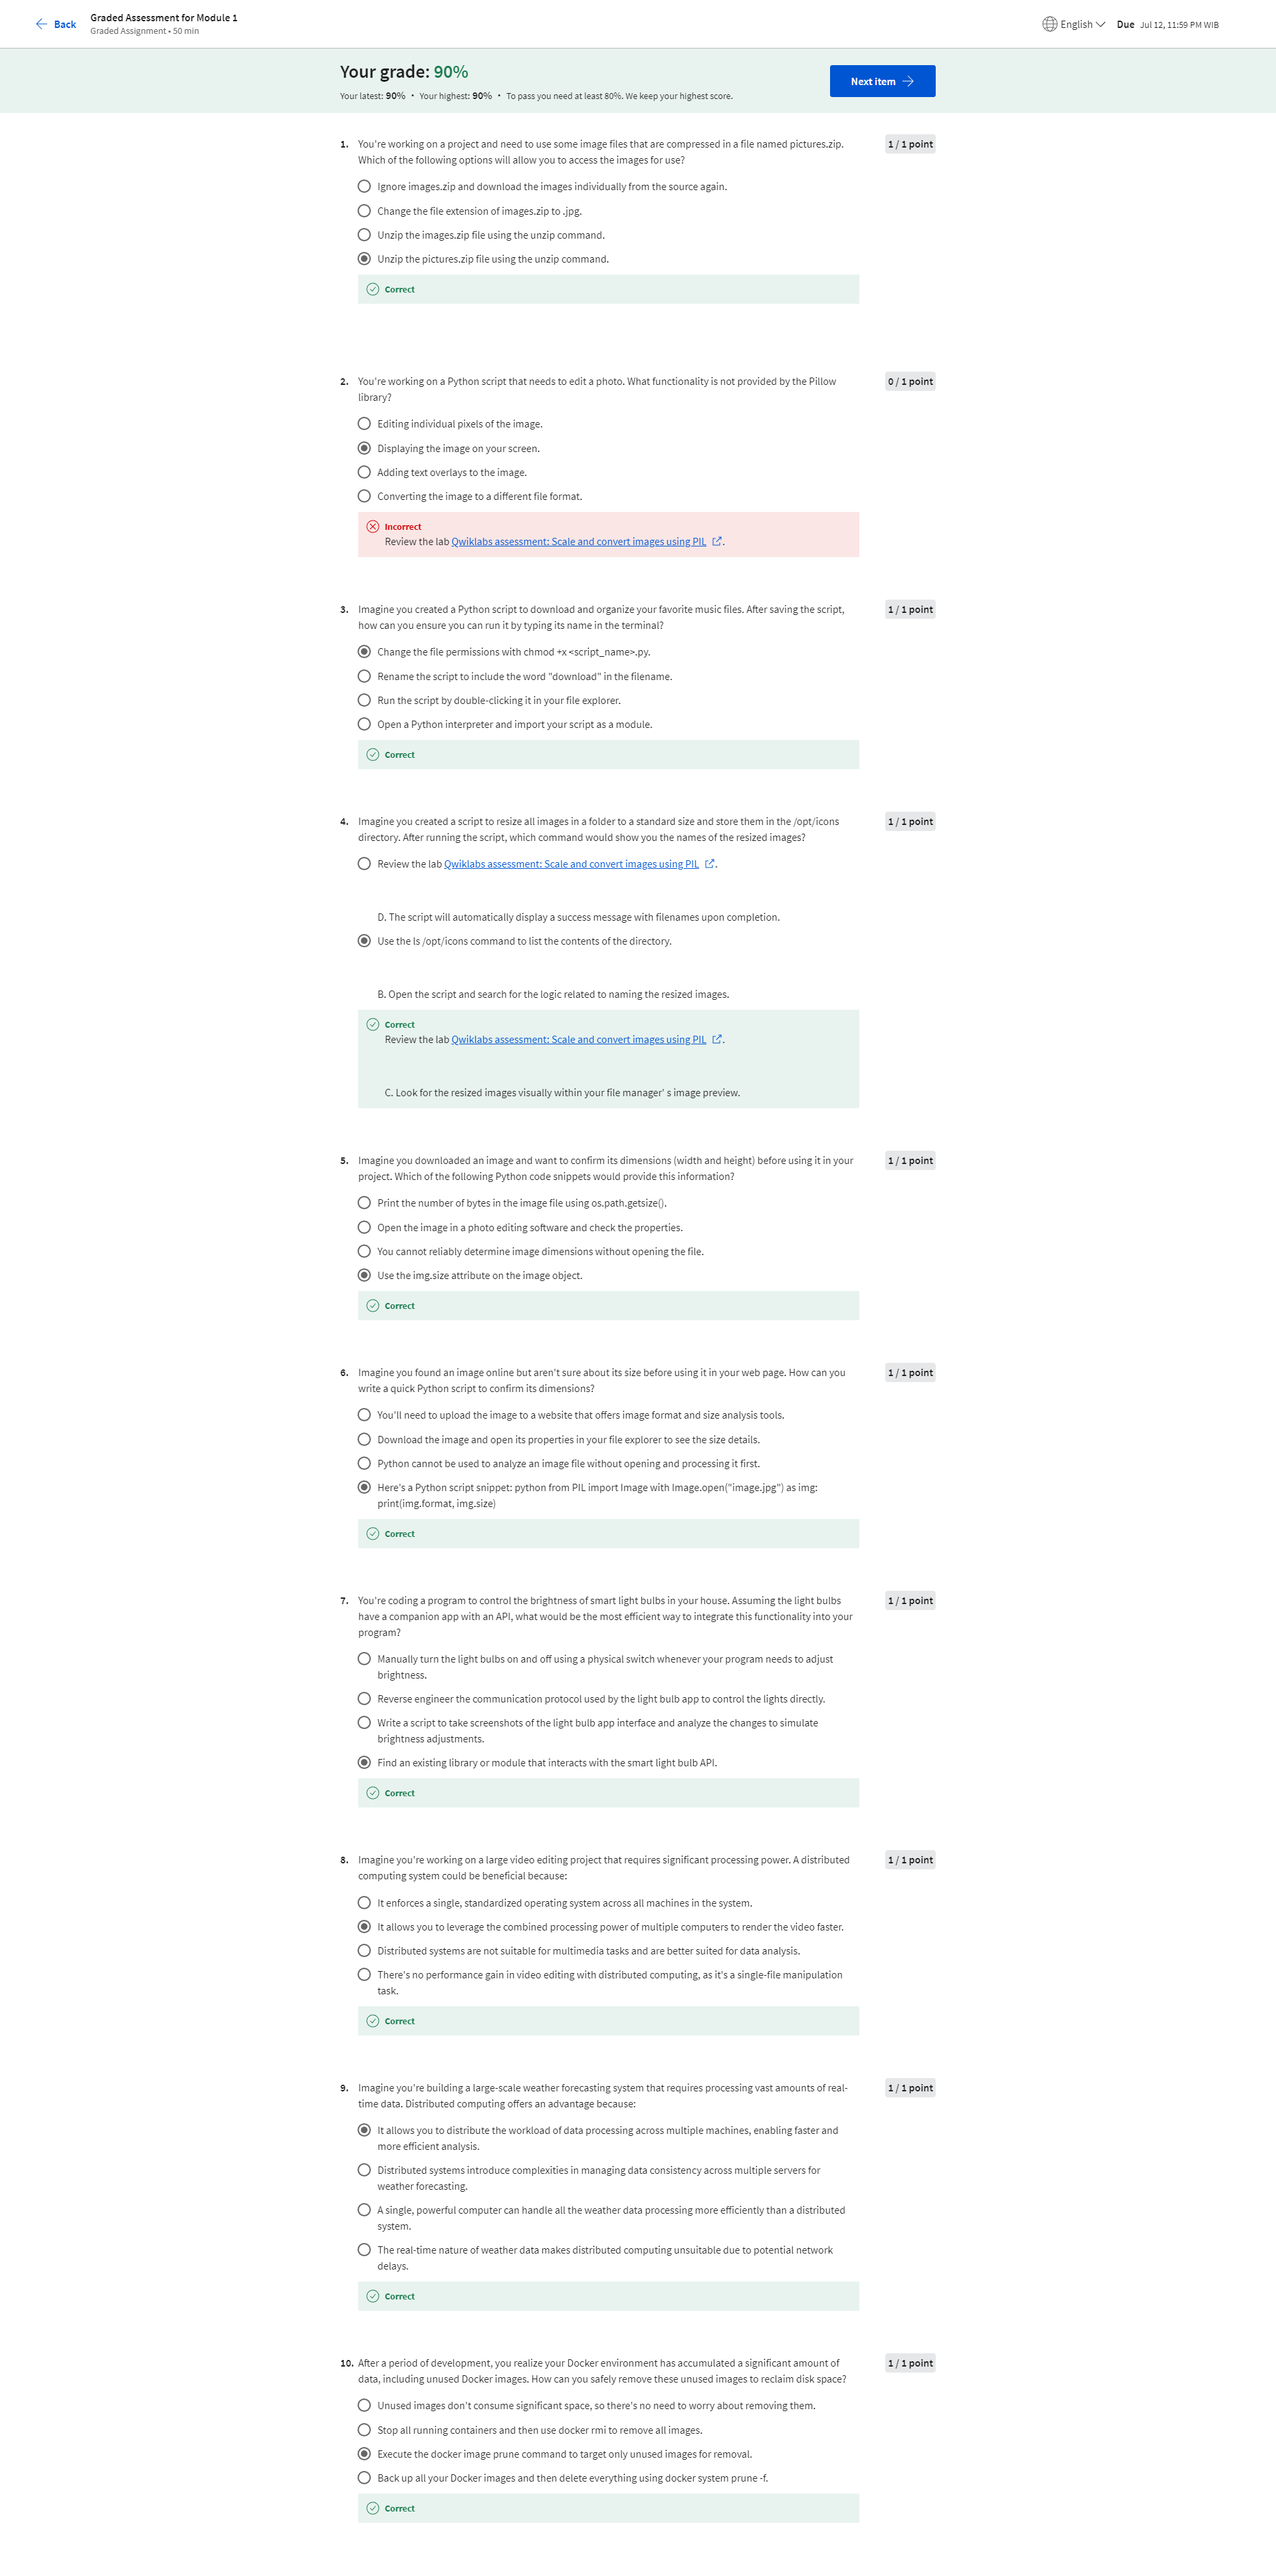 Back
Graded Assessment for Module 1
Graded Assignment • 50 min
English
Due Jul 12, 11:59 PM WIB
Your grade: 90%
Your latest: 90% • Your highest: 90% • To pass you need at least 80%. We keep your highest score.
Next item
1. You're working on a project and need to use some image files that are compressed in a file named pictures.zip.
Which of the following options will allow you to access the images for use?
1 / 1 point
Ignore images.zip and download the images individually from the source again.
Change the file extension of images.zip to .jpg.
Unzip the images.zip file using the unzip command.
Unzip the pictures.zip file using the unzip command.
Correct
2. You're working on a Python script that needs to edit a photo. What functionality is not provided by the Pillow
library?
0 / 1 point
Editing individual pixels of the image.
Displaying the image on your screen.
Adding text overlays to the image.
Converting the image to a different file format.
Incorrect
Review the lab Qwiklabs assessment: Scale and convert images using PIL .
3. Imagine you created a Python script to download and organize your favorite music files. After saving the script,
how can you ensure you can run it by typing its name in the terminal?
1 / 1 point
Change the file permissions with chmod +x <script_name>.py.
Rename the script to include the word "download" in the filename.
Run the script by double-clicking it in your file explorer.
Open a Python interpreter and import your script as a module.
Correct
4. Imagine you created a script to resize all images in a folder to a standard size and store them in the /opt/icons
directory. After running the script, which command would show you the names of the resized images?
1 / 1 point
Review the lab Qwiklabs assessment: Scale and convert images using PIL .
D. The script will automatically display a success message with filenames upon completion.
Use the ls /opt/icons command to list the contents of the directory.
B. Open the script and search for the logic related to naming the resized images.
Correct
Review the lab Qwiklabs assessment: Scale and convert images using PIL .
C. Look for the resized images visually within your file manager' s image preview.
5. Imagine you downloaded an image and want to confirm its dimensions (width and height) before using it in your
project. Which of the following Python code snippets would provide this information?
1 / 1 point
Print the number of bytes in the image file using os.path.getsize().
Open the image in a photo editing software and check the properties.
You cannot reliably determine image dimensions without opening the file.
Use the img.size attribute on the image object.
Correct
6. Imagine you found an image online but aren't sure about its size before using it in your web page. How can you
write a quick Python script to confirm its dimensions?
1 / 1 point
You'll need to upload the image to a website that offers image format and size analysis tools.
Download the image and open its properties in your file explorer to see the size details.
Python cannot be used to analyze an image file without opening and processing it first.
Here's a Python script snippet: python from PIL import Image with Image.open("image.jpg") as img:
print(img.format, img.size)
Correct
7. You're coding a program to control the brightness of smart light bulbs in your house. Assuming the light bulbs
have a companion app with an API, what would be the most efficient way to integrate this functionality into your
program?
1 / 1 point
Manually turn the light bulbs on and off using a physical switch whenever your program needs to adjust
brightness.
Reverse engineer the communication protocol used by the light bulb app to control the lights directly.
Write a script to take screenshots of the light bulb app interface and analyze the changes to simulate
brightness adjustments.
Find an existing library or module that interacts with the smart light bulb API.
Correct
8. Imagine you're working on a large video editing project that requires significant processing power. A distributed
computing system could be beneficial because:
1 / 1 point
It enforces a single, standardized operating system across all machines in the system.
It allows you to leverage the combined processing power of multiple computers to render the video faster.
Distributed systems are not suitable for multimedia tasks and are better suited for data analysis.
There's no performance gain in video editing with distributed computing, as it's a single-file manipulation
task.
Correct
9. Imagine you're building a large-scale weather forecasting system that requires processing vast amounts of real-
time data. Distributed computing offers an advantage because:
1 / 1 point
It allows you to distribute the workload of data processing across multiple machines, enabling faster and
more efficient analysis.
Distributed systems introduce complexities in managing data consistency across multiple servers for
weather forecasting.
A single, powerful computer can handle all the weather data processing more efficiently than a distributed
system.
The real-time nature of weather data makes distributed computing unsuitable due to potential network
delays.
Correct
10. After a period of development, you realize your Docker environment has accumulated a significant amount of
data, including unused Docker images. How can you safely remove these unused images to reclaim disk space?
1 / 1 point
Unused images don't consume significant space, so there's no need to worry about removing them.
Stop all running containers and then use docker rmi to remove all images.
Execute the docker image prune command to target only unused images for removal.
Back up all your Docker images and then delete everything using docker system prune -f.
Correct